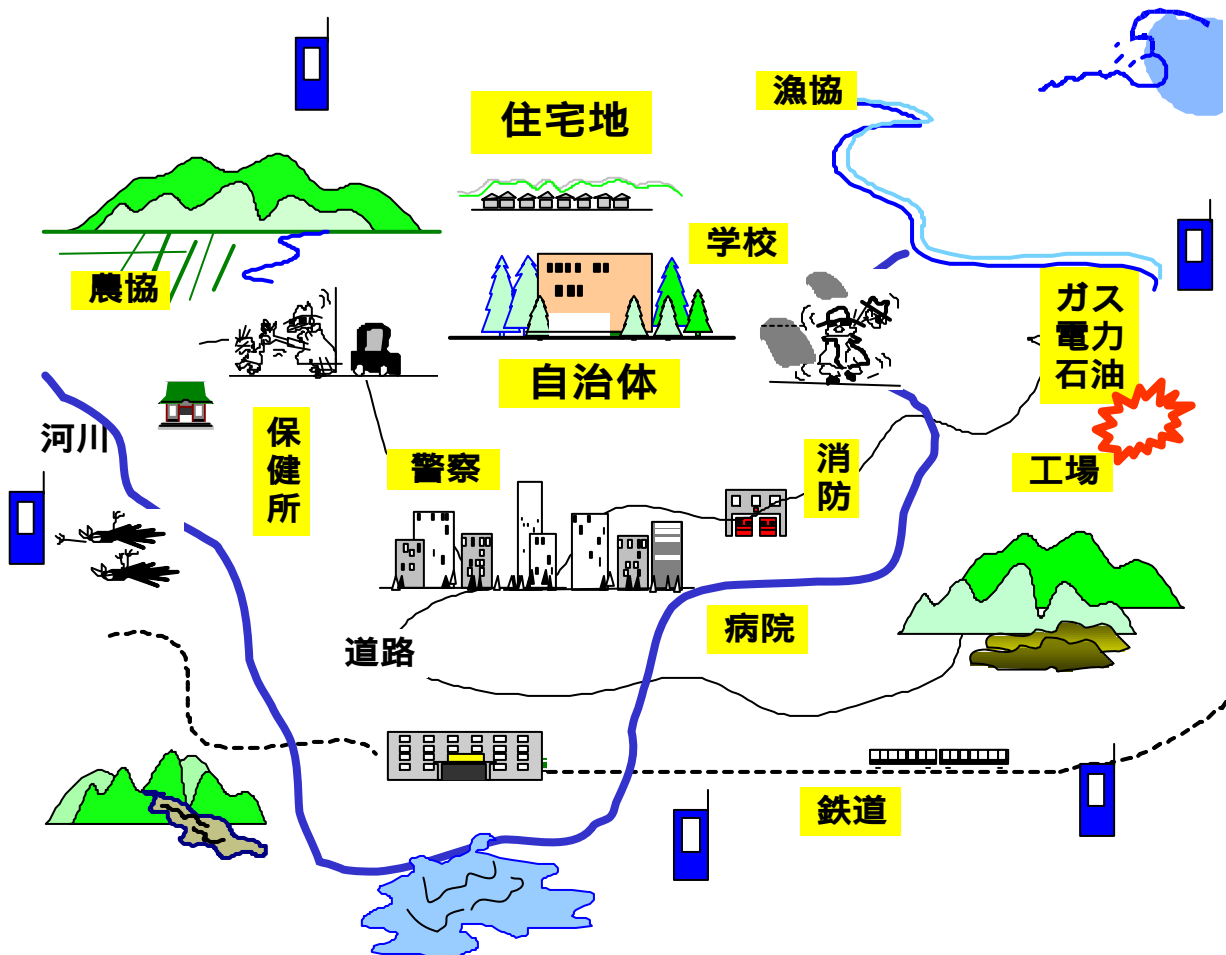 漁協
住宅地
学校
農協
ガス
電力
石油
自治体
保
健
所
河川
警察
消
防
工場
病院
道路
鉄道